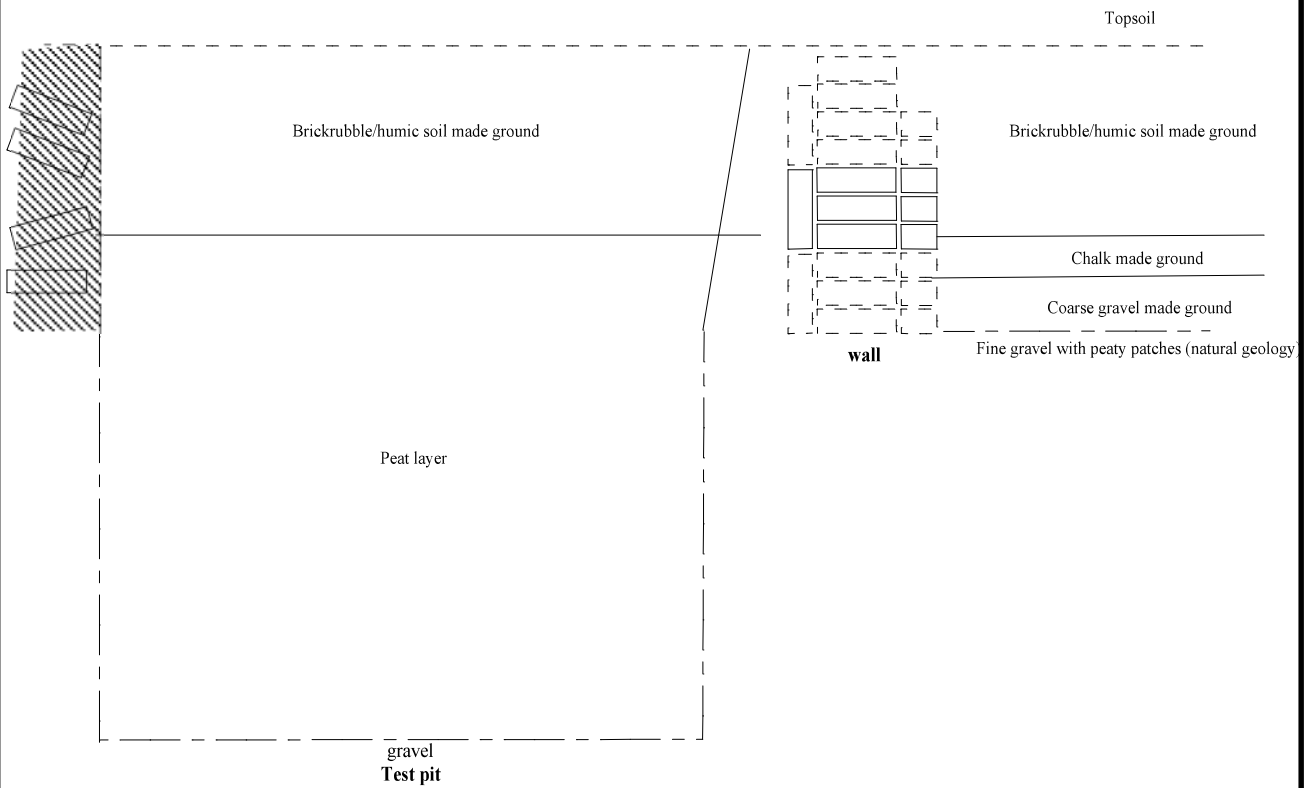 Topsoil
Brickrubble/humic soil made ground
Brickrubble/humic soil made ground
Chalk made ground
Coarse gravel made ground
Fine gravel with peaty patches (natural geology)
wall
Peat layer
gravel
Test pit